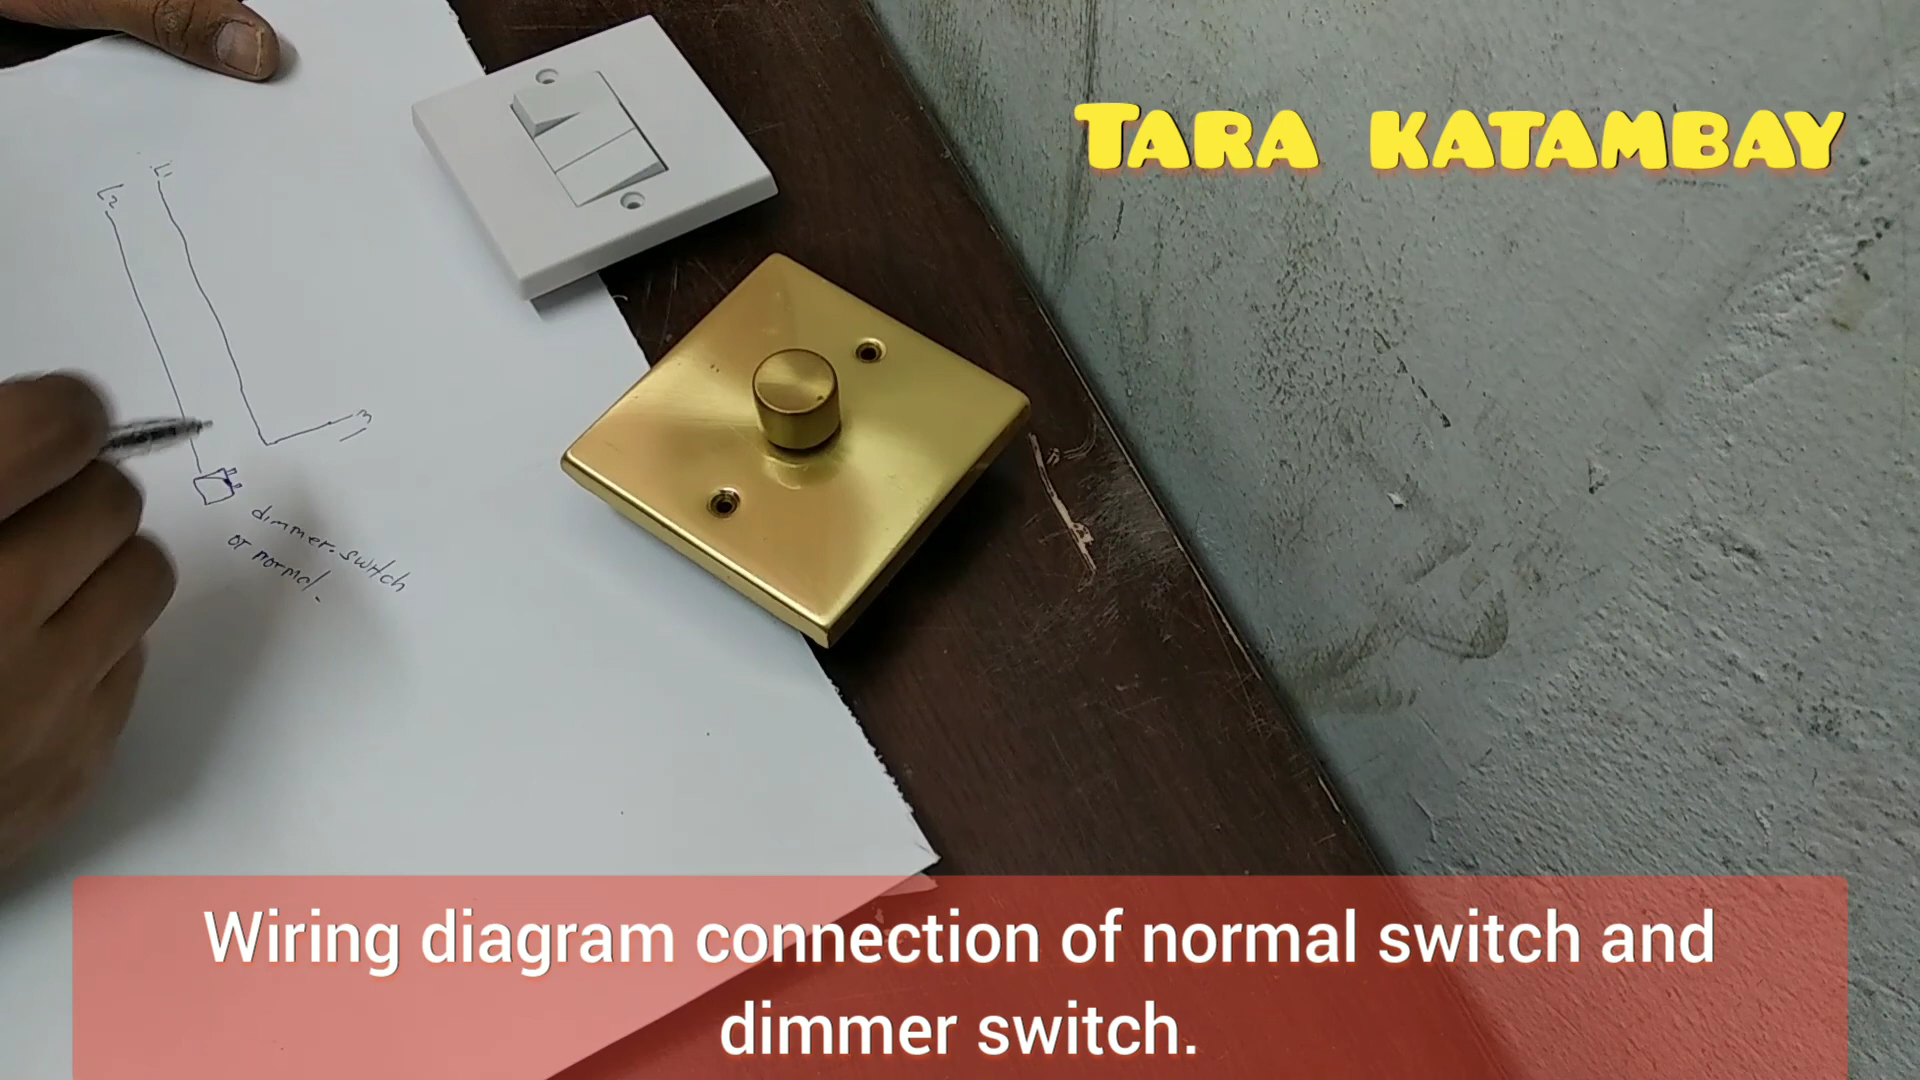 TARA KATAMBAY
L1
L2
dimmer switch
or normal.
Wiring diagram connection of normal switch and
dimmer switch.